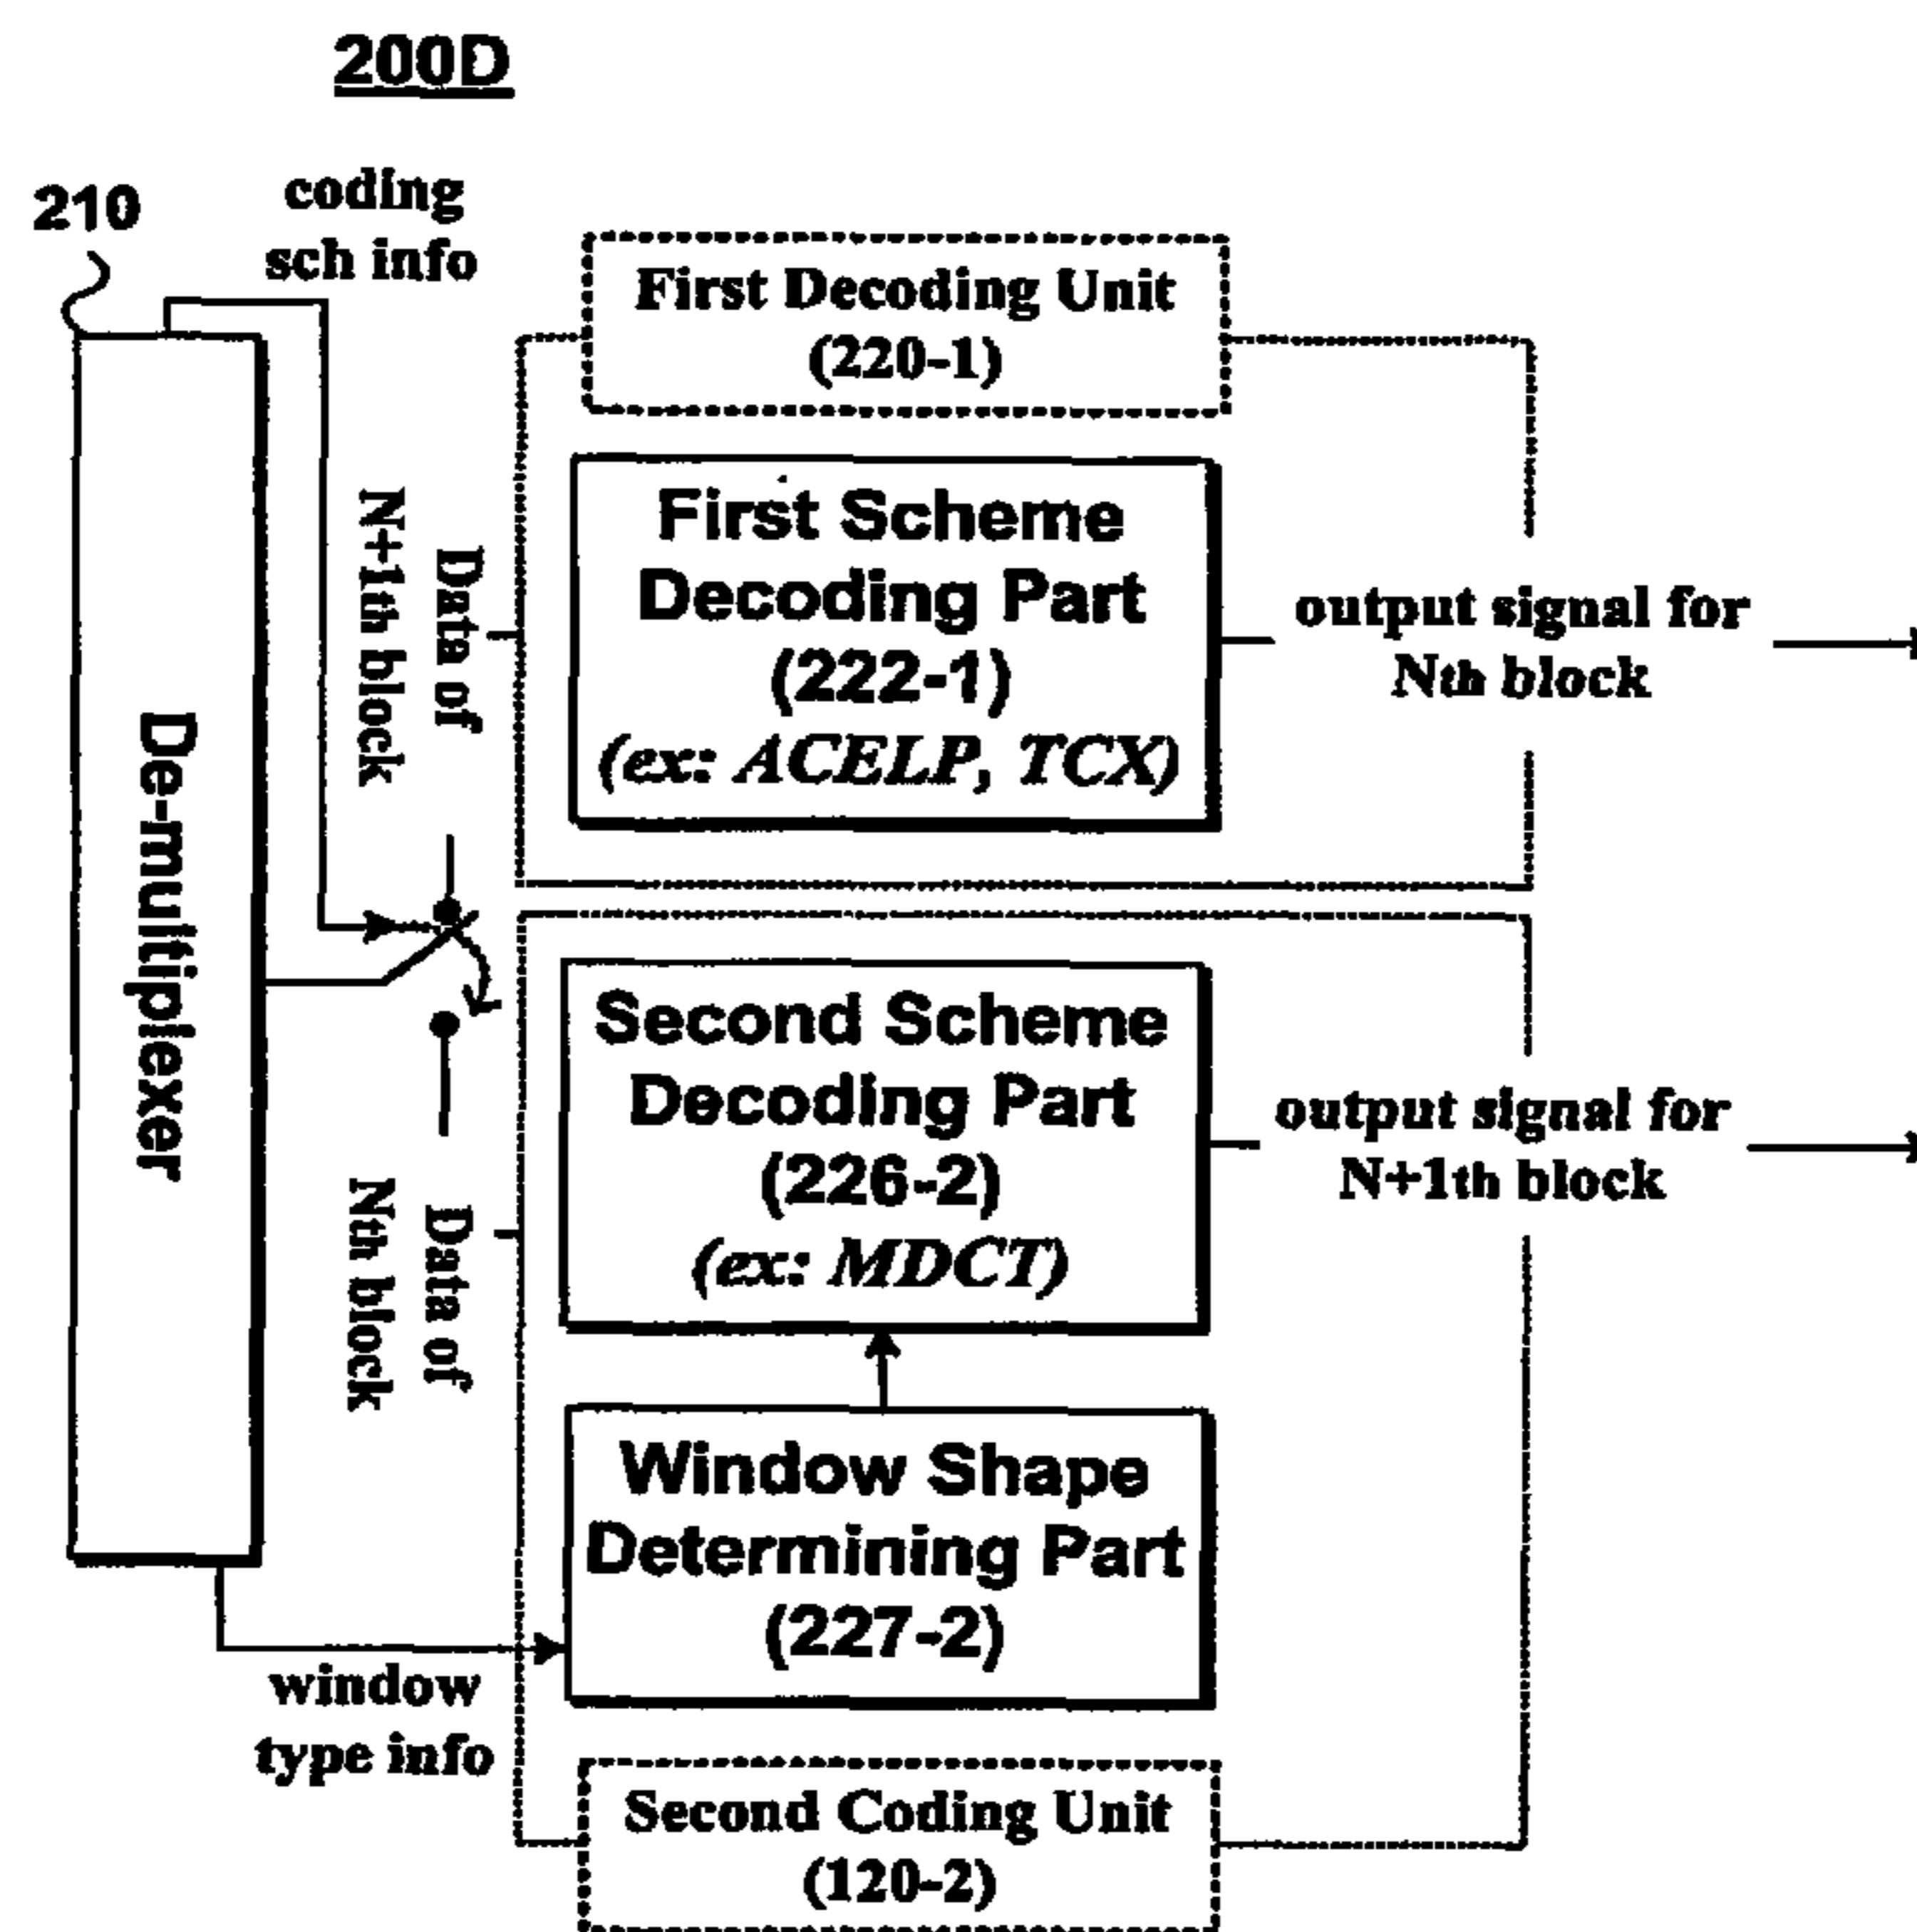 200D
210
coding
sch info
First Decoding Unit
(220-1)
First Scheme
Decoding Part
(222-1)
(ex: ACELP, TCX)
Data of
N+1th block
output signal for
Nth block
De-multiplexer
Second Scheme
Decoding Part
(226-2)
(ex: MDCT)
Data of
Nth block
output signal for
N+1th block
Window Shape
Determining Part
(227-2)
window
type info
Second Coding Unit
(120-2)